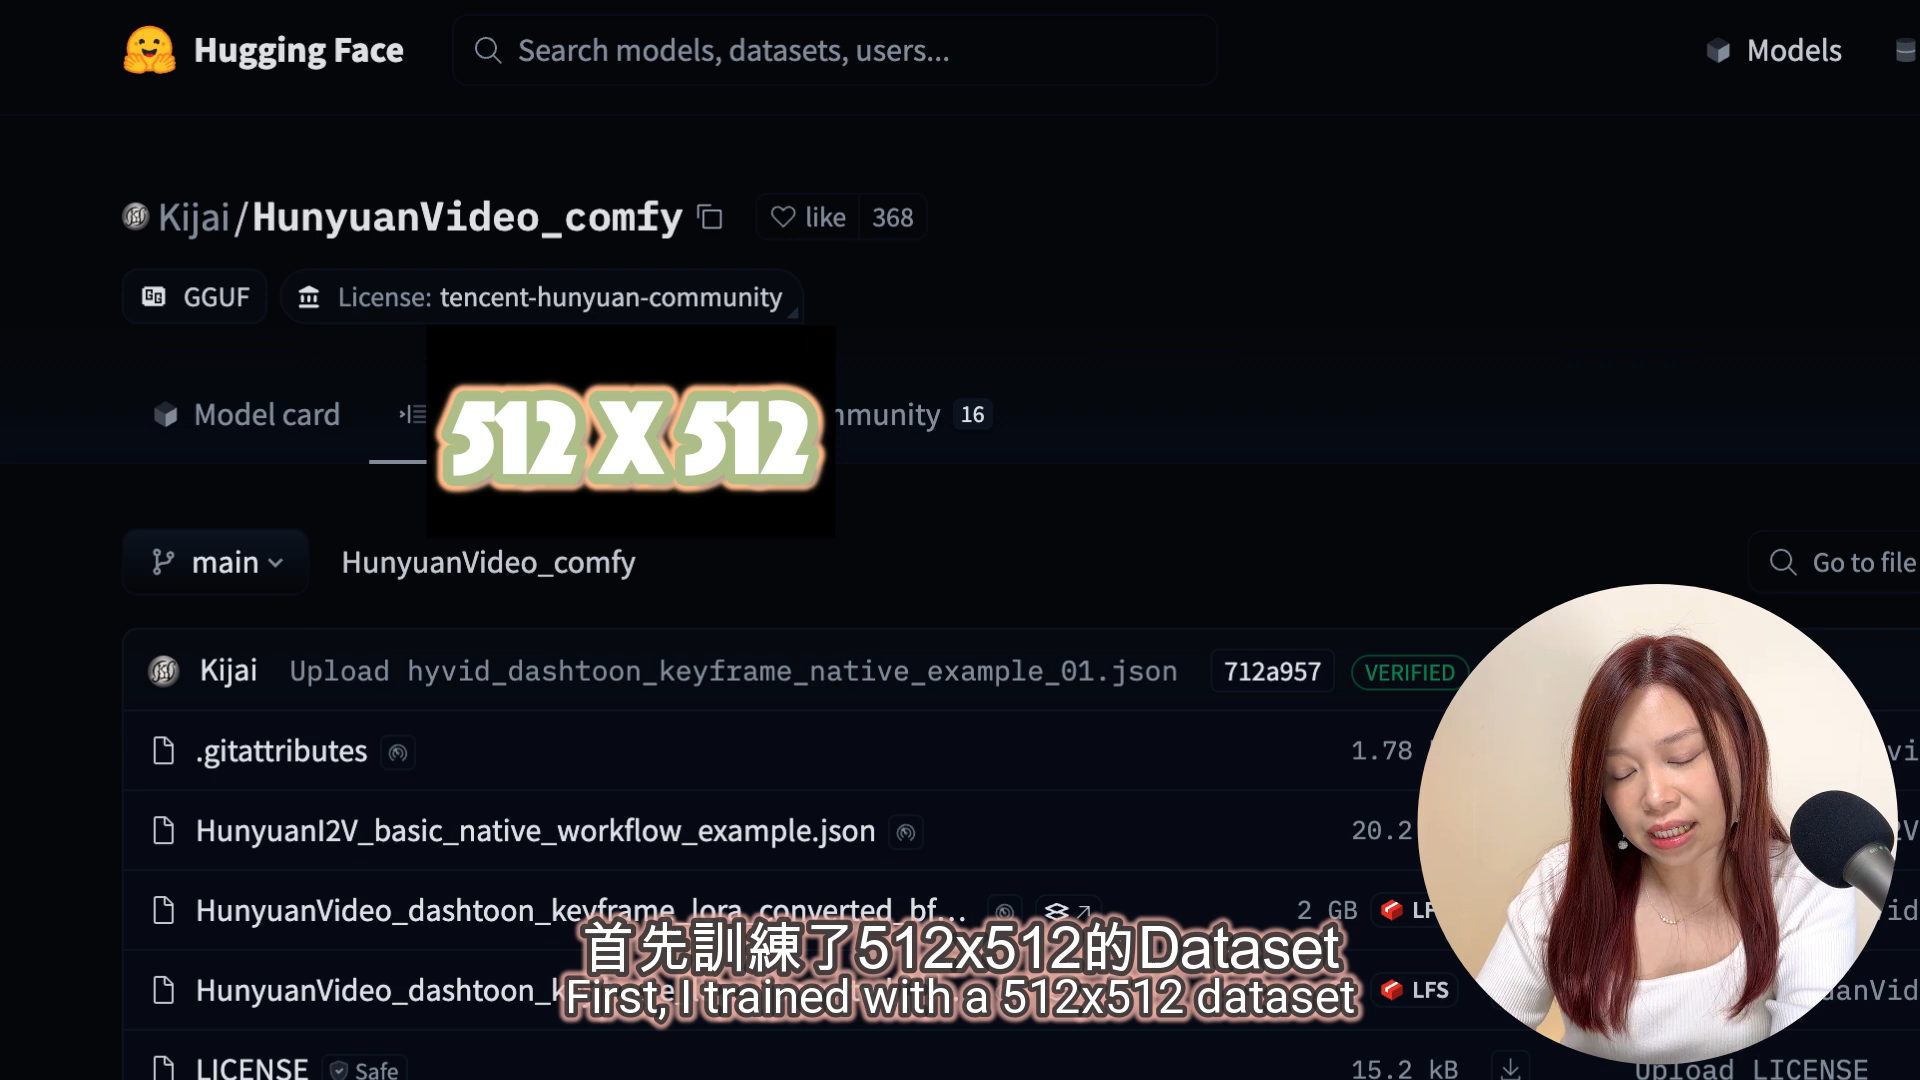 Hugging Face
Search models, datasets, users...
Models
Kijai/HunyuanVideo_comfy
like 368
GGUF
License: tencent-hunyuan-community
Model card
512 X 512
mmunity 16
main
HunyuanVideo_comfy
Go to file
Kijai Upload hyvid_dashtoon_keyframe_native_example_01.json 712a957 VERIFIED
.gitattributes 1.78
HunyuanI2V_basic_native_workflow_example.json 20.2
HunyuanVideo_dashtoon_keyframe_lora_converted_bf... 2 GB
HunyuanVideo_dashtoon_ LFS
首先訓練了512x512的Dataset
First, I trained with a 512x512 dataset
LICENSE Safe 15.2 kB Upload LICENSE